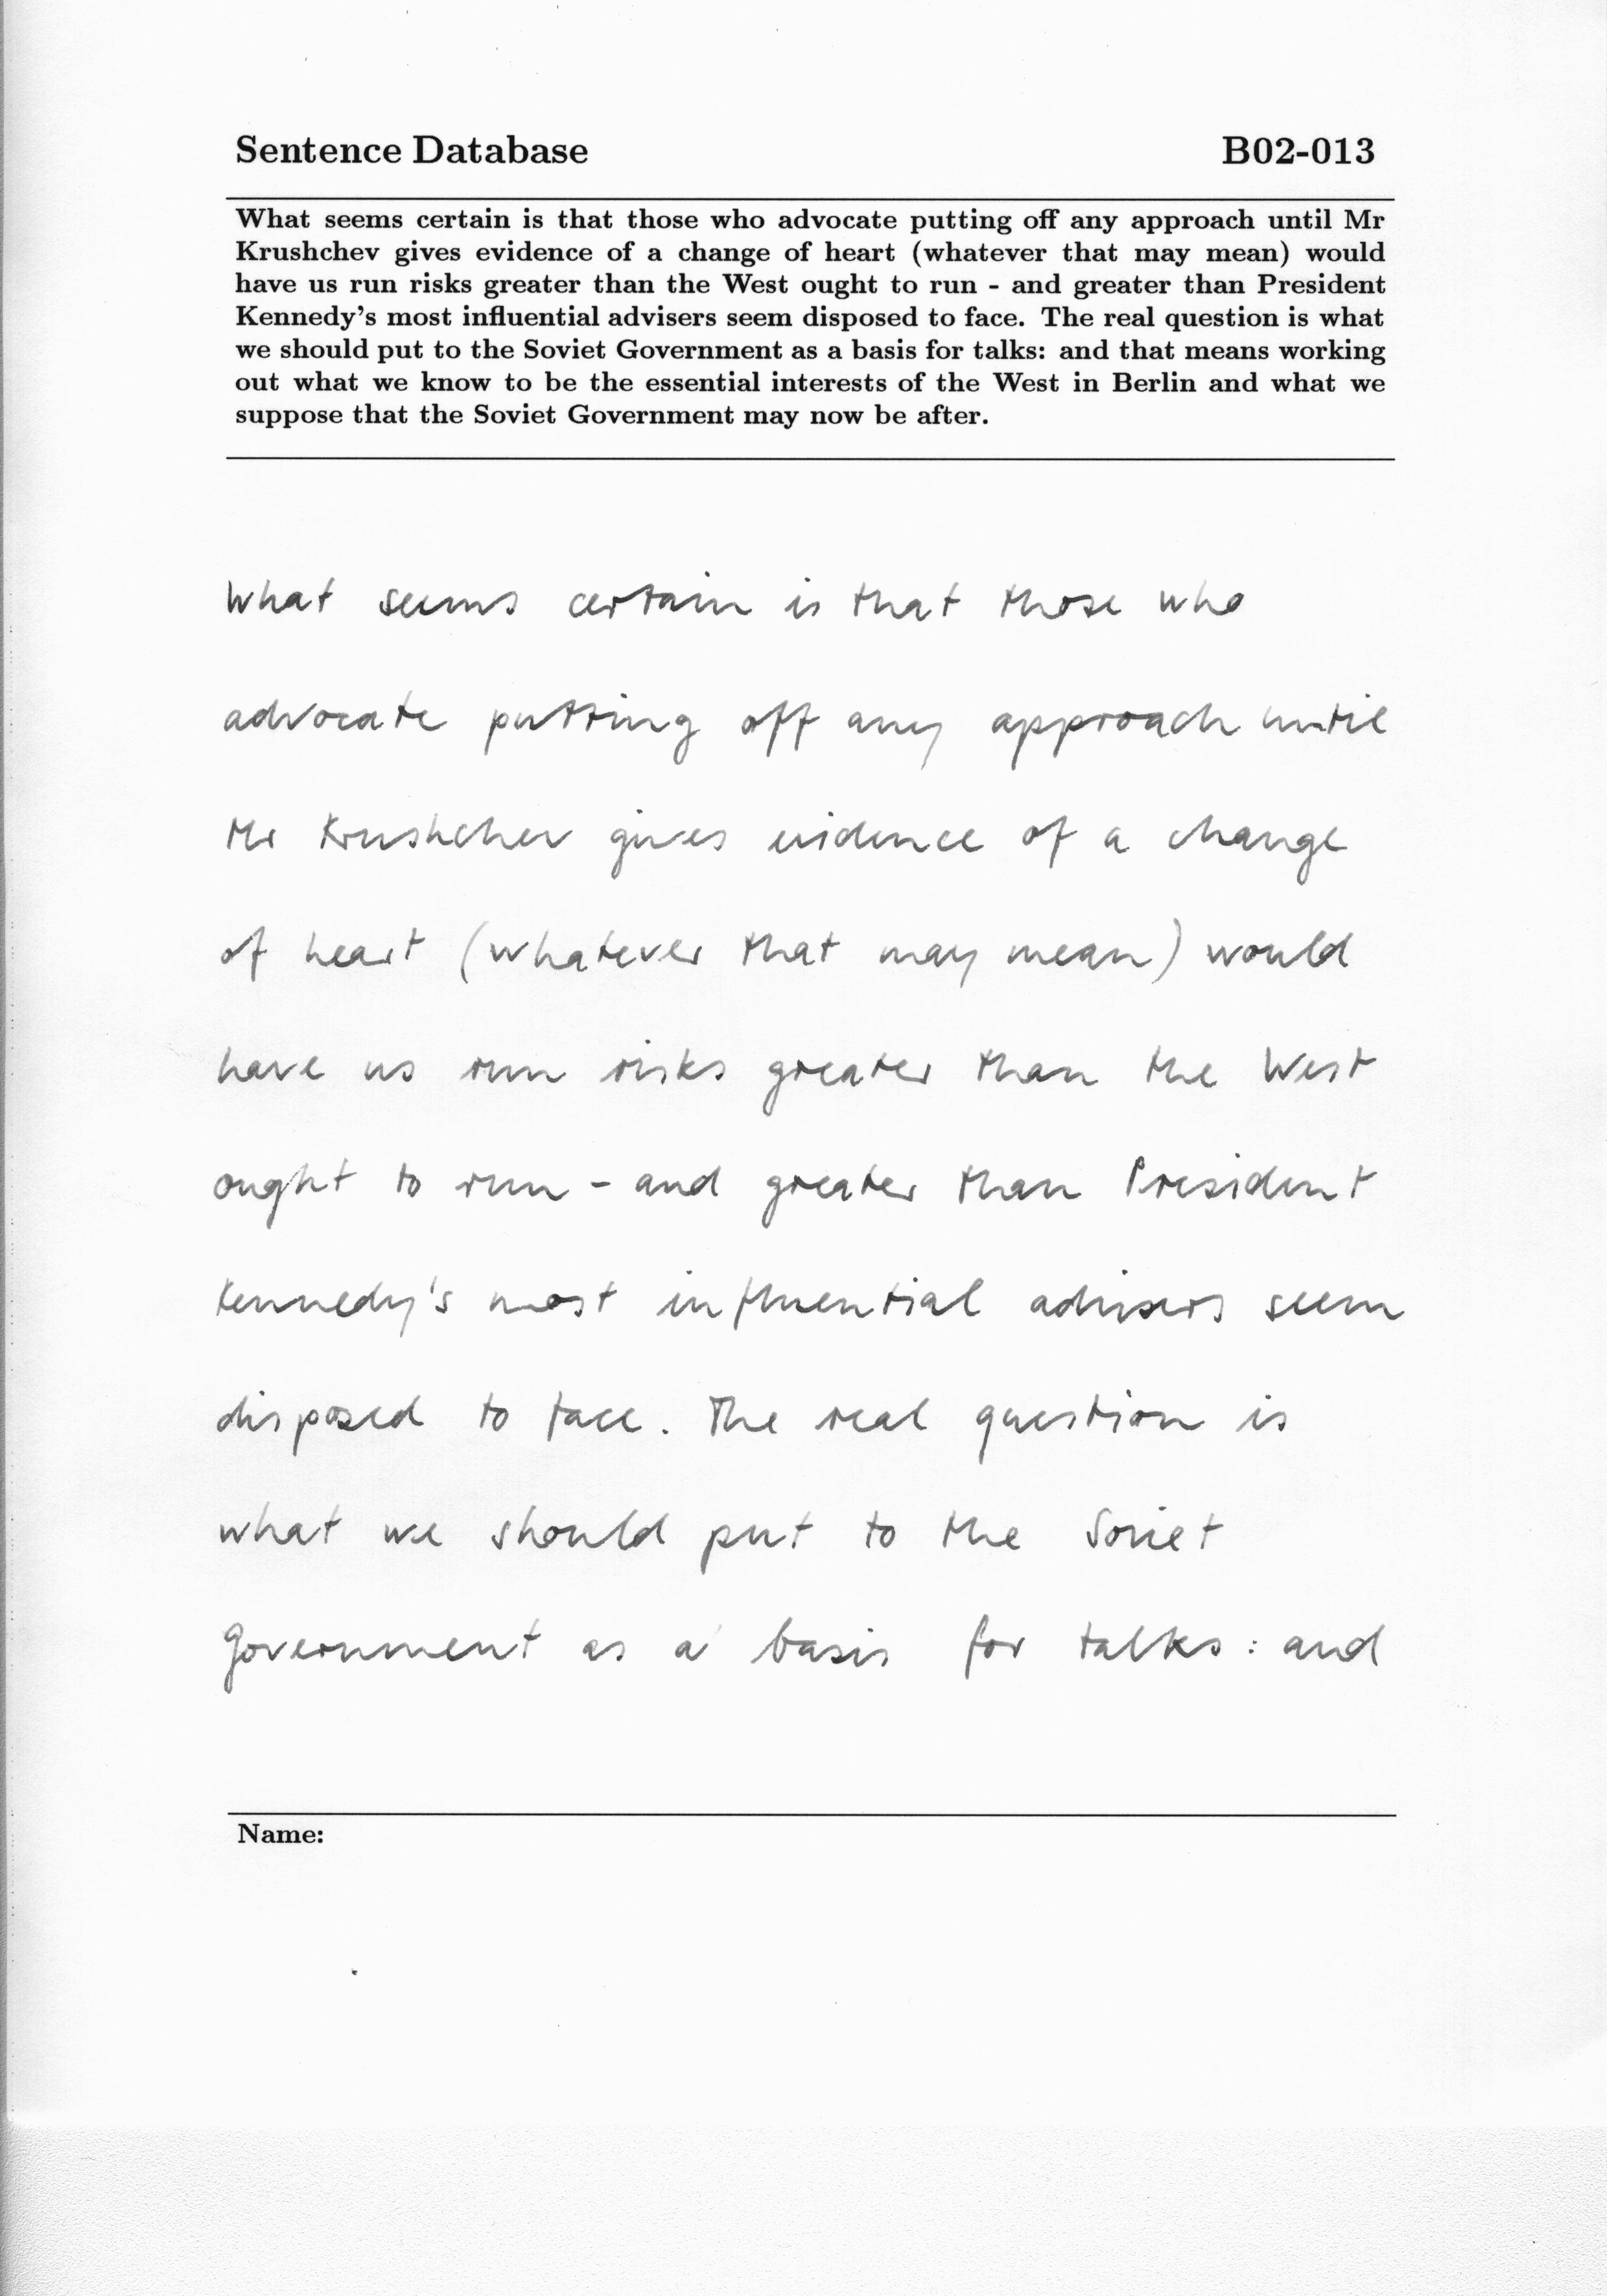 Sentence Database B02-013
What seems certain is that those who advocate putting off any approach until Mr
Krushchev gives evidence of a change of heart (whatever that may mean) would
have us run risks greater than the West ought to run - and greater than President
Kennedy's most influential advisers seem disposed to face. The real question is what
we should put to the Soviet Government as a basis for talks: and that means working
out what we know to be the essential interests of the West in Berlin and what we
suppose that the Soviet Government may now be after.
What seems certain is that those who
advocate putting off any approach until
Mr Krushchev gives evidence of a change
of heart (whatever that may mean) would
have us run risks greater than the West
ought to run - and greater than President
Kennedy's most influential advisers seem
disposed to face. The real question is
what we should put to the Soviet
Government as a basis for talks: and
Name: